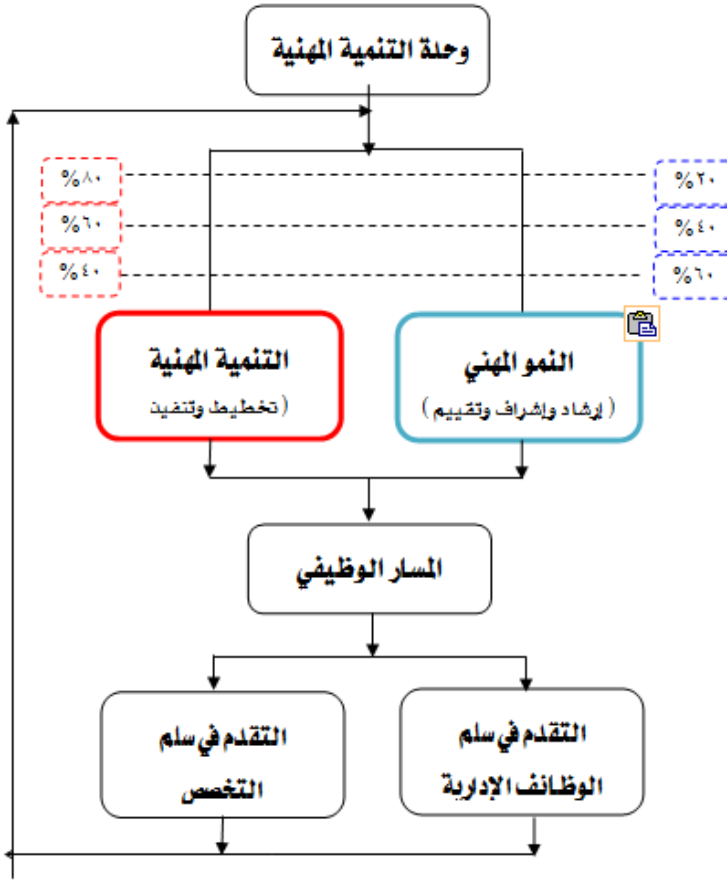 وحدة التنمية المهنية
%٢٠
%٨٠
%٤٠
%٦٠
%٦٠
%٤٠
النمو المهني
(إرشاد وإشراف وتقييم)
التنمية المهنية
(تخطيط وتنفيذ)
المسار الوظيفي
التقدم في سلم
الوظائف الإدارية
التقدم في سلم
التخصص